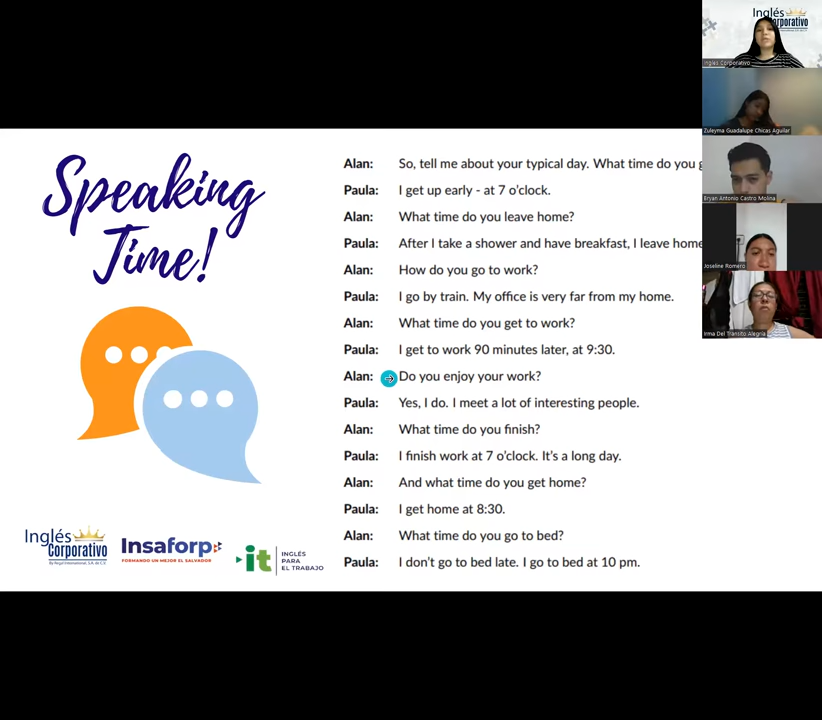 Speaking
Time!
Alan: So, tell me about your typical day. What time do you
Paula: I get up early - at 7 o'clock.
Alan: What time do you leave home?
Paula: After I take a shower and have breakfast, I leave home
Alan: How do you go to work?
Paula: I go by train. My office is very far from my home.
Alan: What time do you get to work?
Paula: I get to work 90 minutes later, at 9:30.
Alan: Do you enjoy your work?
Paula: Yes, I do. I meet a lot of interesting people.
Alan: What time do you finish?
Paula: I finish work at 7 o'clock. It's a long day.
Alan: And what time do you get home?
Paula: I get home at 8:30.
Alan: What time do you go to bed?
Paula: I don't go to bed late. I go to bed at 10 pm.
Inglés
Corporativo
By Regal International, S.A. de C.V.
Insaforp
FORMANDO UN MEJOR EL SALVADOR
it
INGLÉS
PARA
EL TRABAJO
Inglés
Corporativo
Inglés Corporativo
Zuleyma Guadalupe Chicas Aguilar
Bryan Antonio Castro Molina
Joseline Romero
Irma Del Transito Alegria